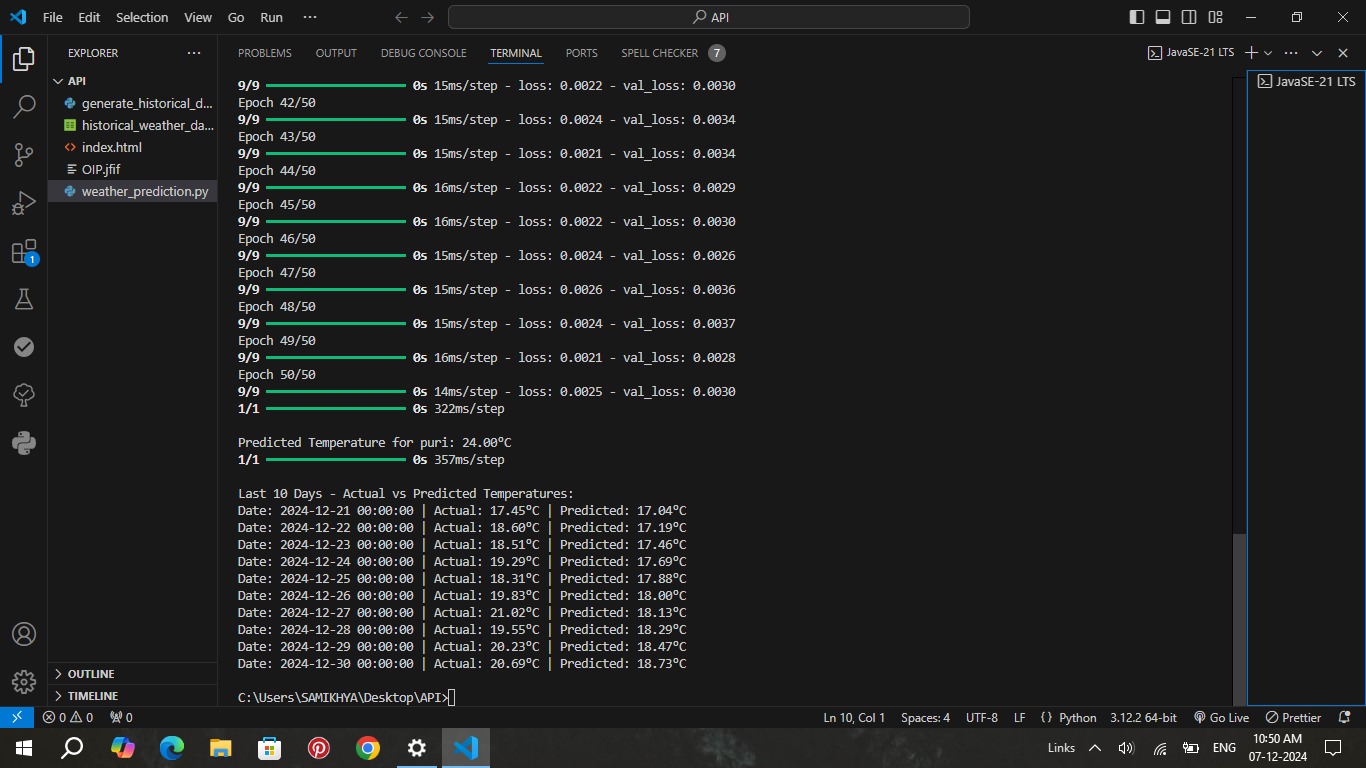 File Edit Selection View Go Run ··· API
EXPLORER ···
API
generate_historical_d...
historical_weather_da...
index.html
OIP.jfif
weather_prediction.py
1
OUTLINE
TIMELINE
PROBLEMS OUTPUT DEBUG CONSOLE TERMINAL PORTS SPELL CHECKER 7 JavaSE-21 LTS
JavaSE-21 LTS
9/9 0s 15ms/step - loss: 0.0022 - val_loss: 0.0030
Epoch 42/50
9/9 0s 15ms/step - loss: 0.0024 - val_loss: 0.0034
Epoch 43/50
9/9 0s 15ms/step - loss: 0.0021 - val_loss: 0.0034
Epoch 44/50
9/9 0s 16ms/step - loss: 0.0022 - val_loss: 0.0029
Epoch 45/50
9/9 0s 16ms/step - loss: 0.0022 - val_loss: 0.0030
Epoch 46/50
9/9 0s 15ms/step - loss: 0.0024 - val_loss: 0.0026
Epoch 47/50
9/9 0s 15ms/step - loss: 0.0026 - val_loss: 0.0036
Epoch 48/50
9/9 0s 15ms/step - loss: 0.0024 - val_loss: 0.0037
Epoch 49/50
9/9 0s 16ms/step - loss: 0.0021 - val_loss: 0.0028
Epoch 50/50
9/9 0s 14ms/step - loss: 0.0025 - val_loss: 0.0030
1/1 0s 322ms/step
Predicted Temperature for puri: 24.00°C
1/1 0s 357ms/step
Last 10 Days - Actual vs Predicted Temperatures:
Date: 2024-12-21 00:00:00 | Actual: 17.45°C | Predicted: 17.04°C
Date: 2024-12-22 00:00:00 | Actual: 18.60°C | Predicted: 17.19°C
Date: 2024-12-23 00:00:00 | Actual: 18.51°C | Predicted: 17.46°C
Date: 2024-12-24 00:00:00 | Actual: 19.29°C | Predicted: 17.69°C
Date: 2024-12-25 00:00:00 | Actual: 18.31°C | Predicted: 17.88°C
Date: 2024-12-26 00:00:00 | Actual: 19.83°C | Predicted: 18.00°C
Date: 2024-12-27 00:00:00 | Actual: 21.02°C | Predicted: 18.13°C
Date: 2024-12-28 00:00:00 | Actual: 19.55°C | Predicted: 18.29°C
Date: 2024-12-29 00:00:00 | Actual: 20.23°C | Predicted: 18.47°C
Date: 2024-12-30 00:00:00 | Actual: 20.69°C | Predicted: 18.73°C
C:\Users\SAMIKHYA\Desktop\API>
0 0 0 Ln 10, Col 1 Spaces: 4 UTF-8 LF {} Python 3.12.2 64-bit Go Live Prettier
Links ENG 10:50 AM
07-12-2024